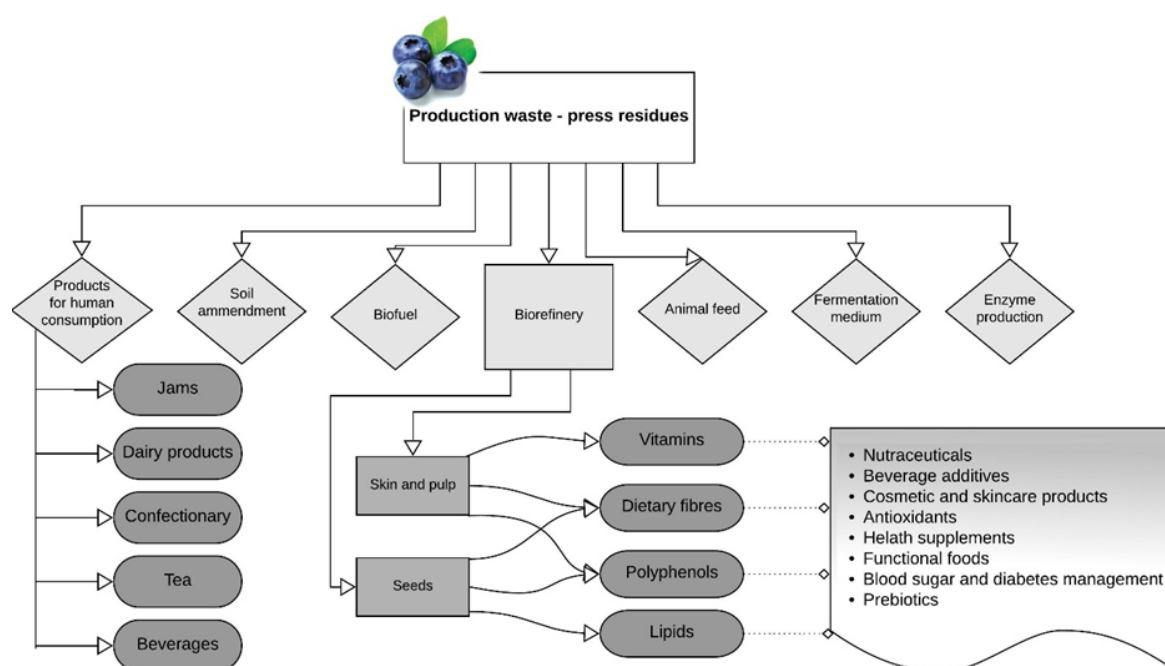 Production waste - press residues
Products
for human
consumption
Soil
ammendment
Biofuel
Biorefinery
Animal feed
Fermentation
medium
Enzyme
production
Jams
Dairy products
Confectionary
Tea
Beverages
Skin and pulp
Seeds
Vitamins
Dietary fibres
Polyphenols
Lipids
• Nutraceuticals
• Beverage additives
• Cosmetic and skincare products
• Antioxidants
• Helath supplements
• Functional foods
• Blood sugar and diabetes management
• Prebiotics